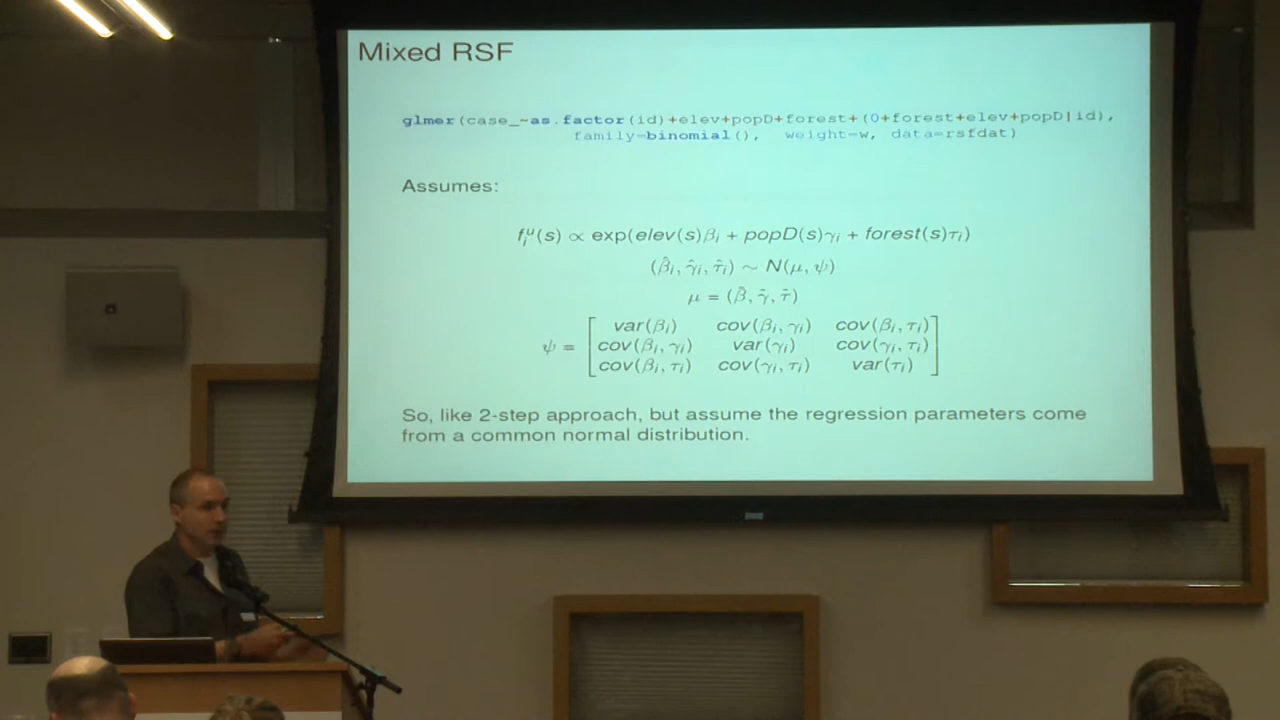 Mixed RSF
glmer(case_~as.factor(id)+elev+popD+forest+(0+forest+elev+popD|id),
family=binomial(), weight=w, data=rsfdat)
Assumes:
f_i^u(s) ∝ exp(elev(s)β_i + popD(s)γ_i + forest(s)τ_i)
(β̂_i, γ̂_i, τ̂_i) ∼ N(μ, ψ)
μ = (β̄, γ̄, τ̄)
var(β_i) cov(β_i, γ_i) cov(β_i, τ_i)
ψ = cov(β_i, γ_i) var(γ_i) cov(γ_i, τ_i)
cov(β_i, τ_i) cov(γ_i, τ_i) var(τ_i)
So, like 2-step approach, but assume the regression parameters come
from a common normal distribution.